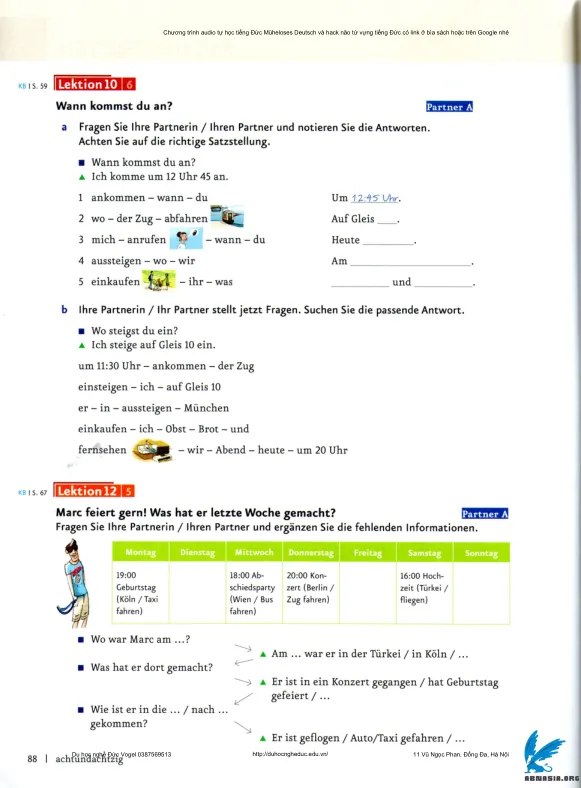 Chương trình audio tự học tiếng Đức Müheloses Deutsch và hack não từ vựng tiếng Đức có link ở bìa sách hoặc trên Google nhé
KB I S. 59 Lektion 10 6
Wann kommst du an? Partner A
a Fragen Sie Ihre Partnerin / Ihren Partner und notieren Sie die Antworten.
Achten Sie auf die richtige Satzstellung.
■ Wann kommst du an?
▲ Ich komme um 12 Uhr 45 an.
1 ankommen – wann – du Um 12:45 Uhr.
2 wo – der Zug – abfahren Auf Gleis ____.
3 mich – anrufen – wann – du Heute __________.
4 aussteigen – wo – wir Am ______________________.
5 einkaufen – ihr – was ___________ und ___________.
b Ihre Partnerin / Ihr Partner stellt jetzt Fragen. Suchen Sie die passende Antwort.
■ Wo steigst du ein?
▲ Ich steige auf Gleis 10 ein.
um 11:30 Uhr – ankommen – der Zug
einsteigen – ich – auf Gleis 10
er – in – aussteigen – München
einkaufen – ich – Obst – Brot – und
fernsehen – wir – Abend – heute – um 20 Uhr
KB I S. 67 Lektion 12 5
Marc feiert gern! Was hat er letzte Woche gemacht? Partner A
Fragen Sie Ihre Partnerin / Ihren Partner und ergänzen Sie die fehlenden Informationen.
Montag Dienstag Mittwoch Donnerstag Freitag Samstag Sonntag
19:00 18:00 Ab- 20:00 Kon- 16:00 Hoch-
Geburtstag schiedsparty zert (Berlin / zeit (Türkei /
(Köln / Taxi (Wien / Bus Zug fahren) fliegen)
fahren) fahren)
■ Wo war Marc am ...?
▲ Am ... war er in der Türkei / in Köln / ...
■ Was hat er dort gemacht?
▲ Er ist in ein Konzert gegangen / hat Geburtstag
gefeiert / ...
■ Wie ist er in die ... / nach ...
gekommen?
▲ Er ist geflogen / Auto/Taxi gefahren / ...
88 | achtundachtzig
Du học nghề Đức Vogel 0387569513 http://duhocngheduc.edu.vn/ 11 Vũ Ngọc Phan, Đống Đa, Hà Nội
ABMASIA.ORG